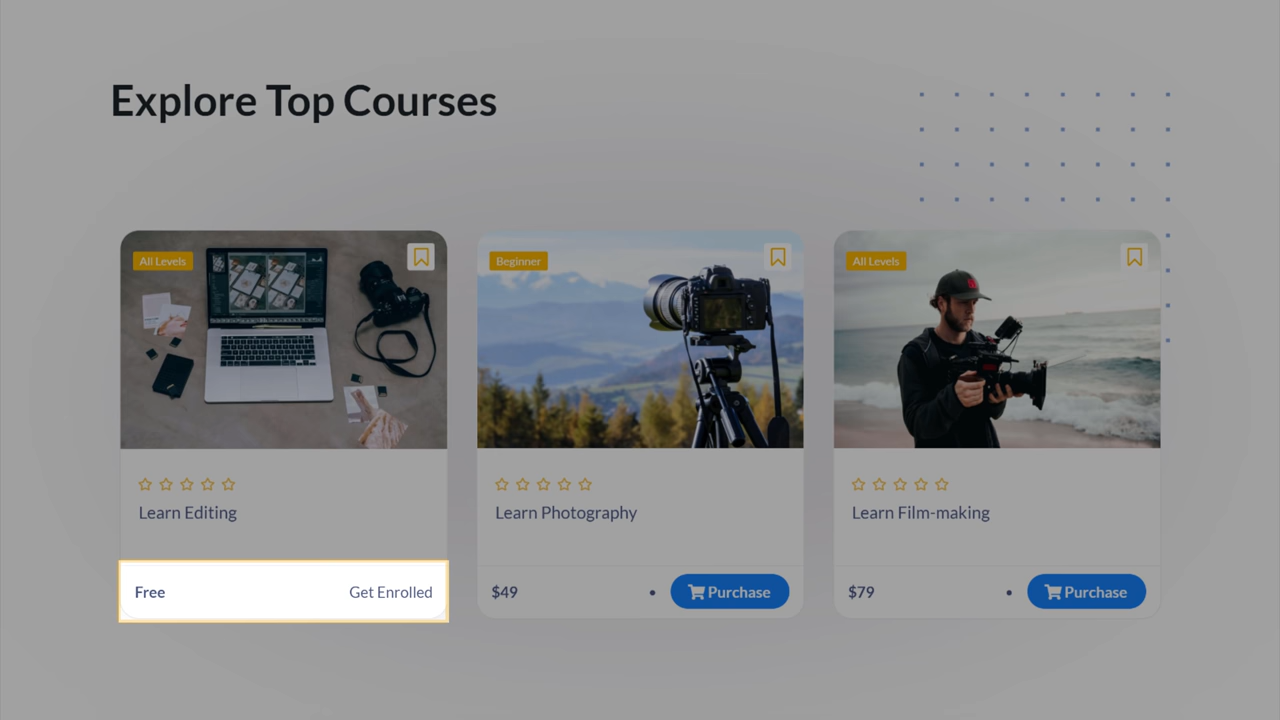 Explore Top Courses
All Levels
Beginner
All Levels
Learn Editing
Learn Photography
Learn Film-making
Free
Get Enrolled
$49
• Purchase
$79
• Purchase